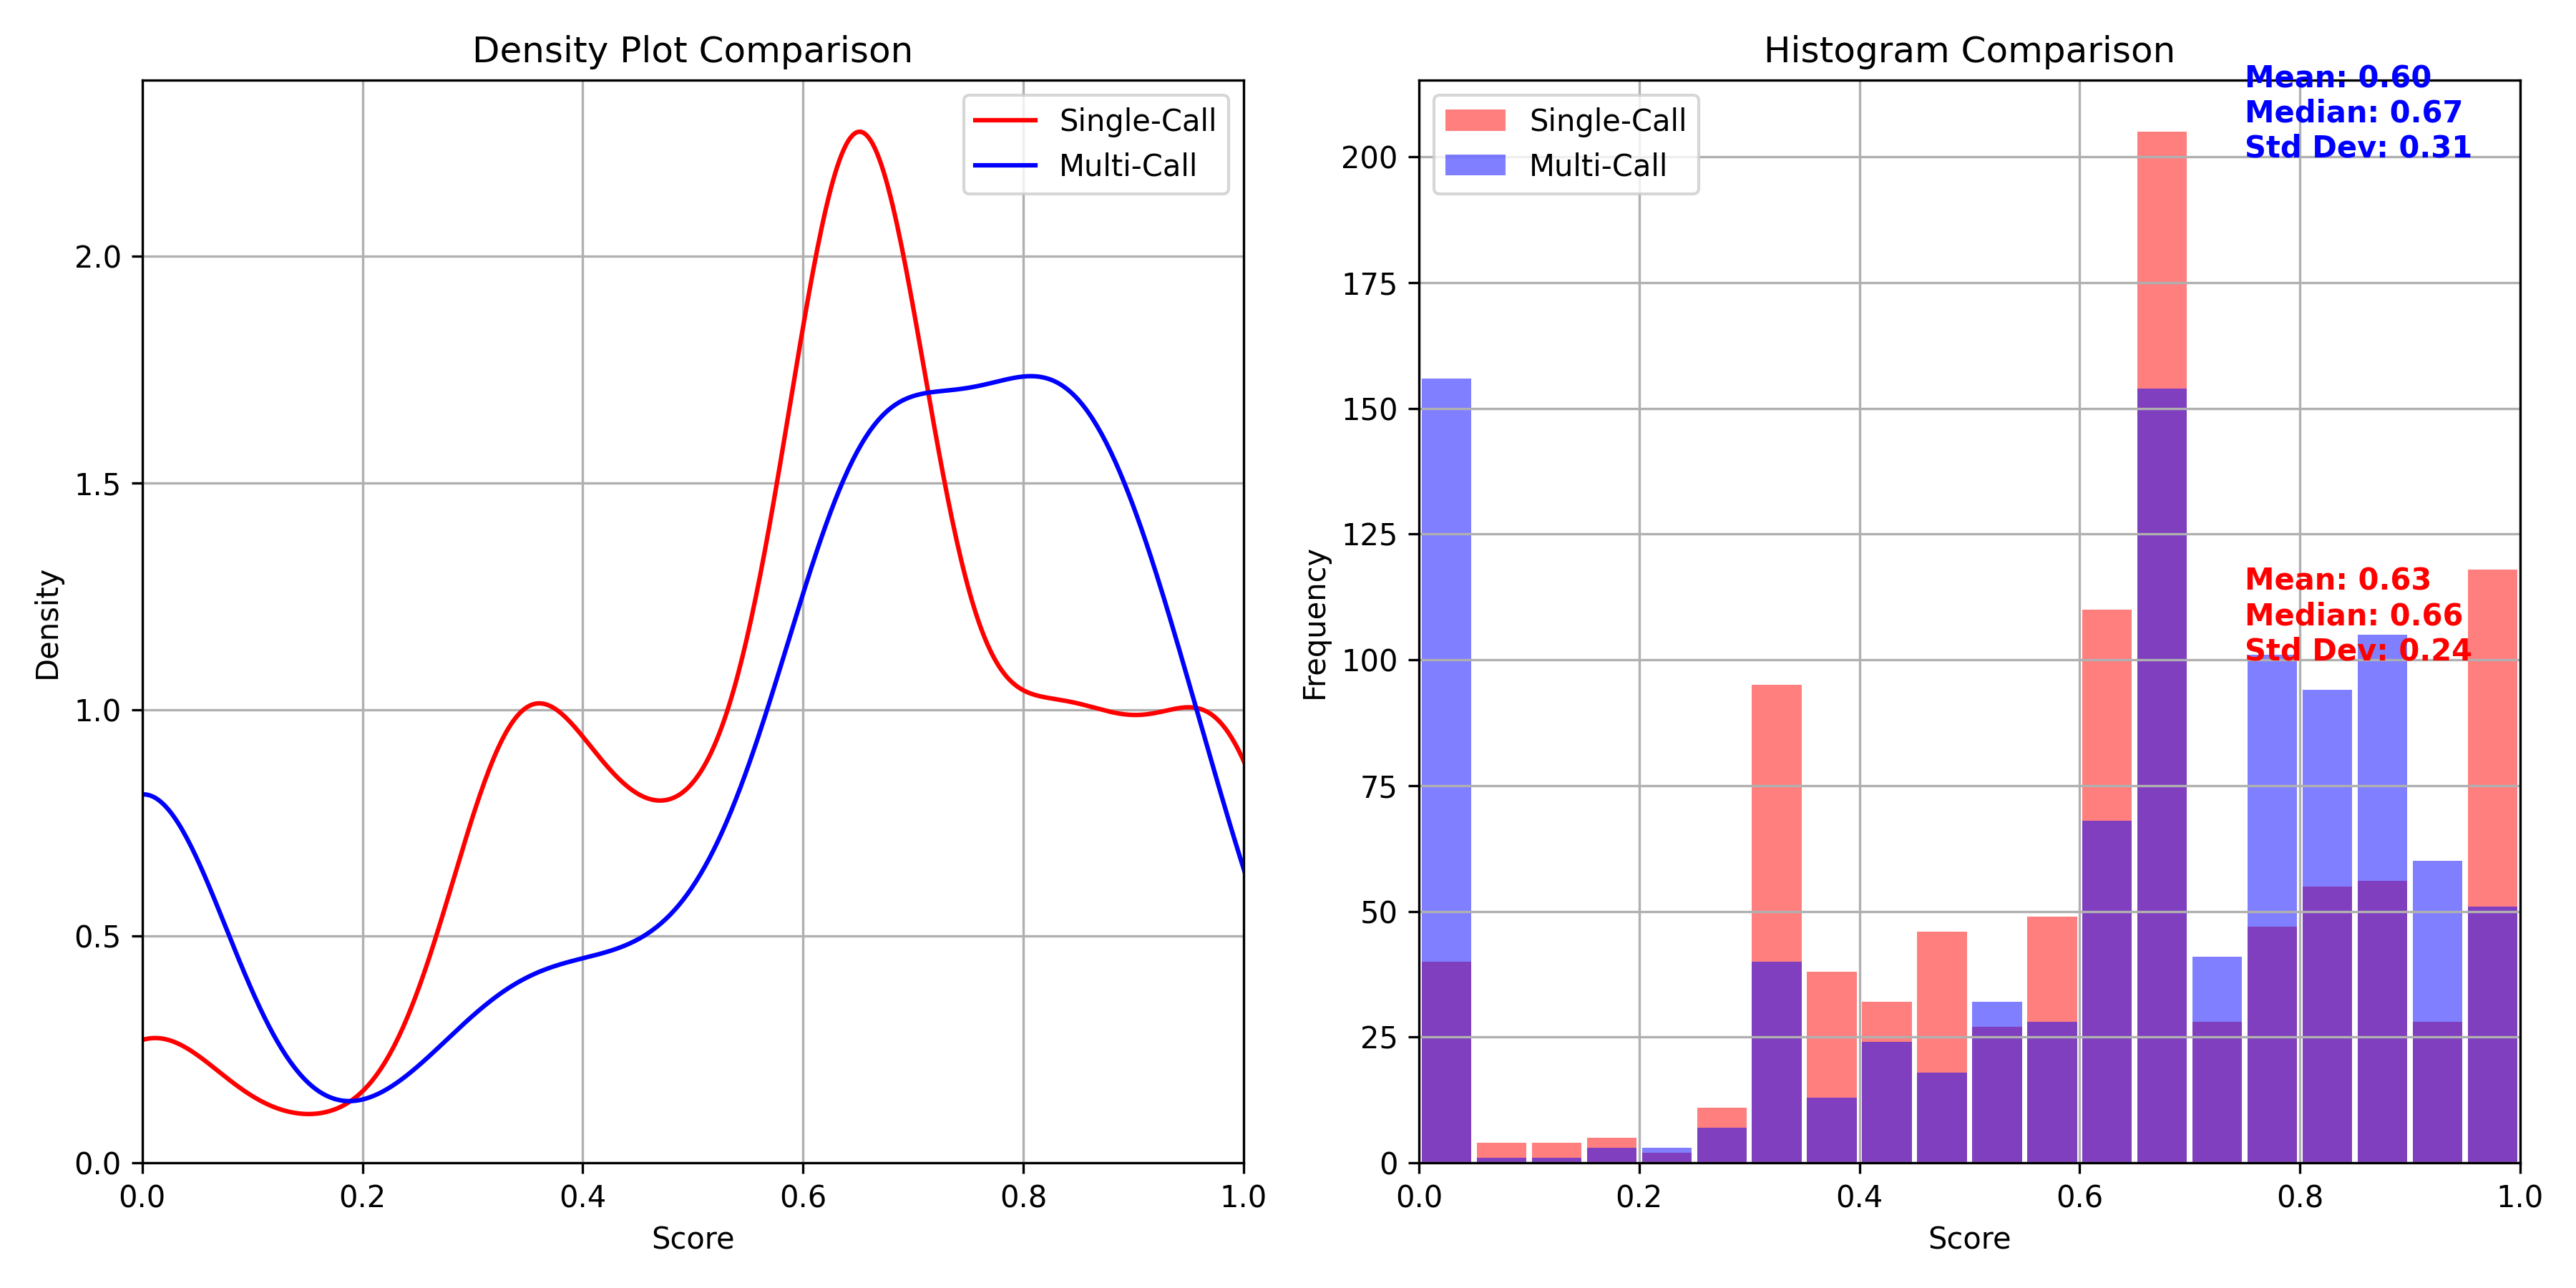 Density Plot Comparison
Single-Call
Multi-Call
Density
2.0
1.5
1.0
0.5
0.0
0.0 0.2 0.4 0.6 0.8 1.0
Score
Histogram Comparison
Single-Call
Multi-Call
Mean: 0.60
Median: 0.67
Std Dev: 0.31
Mean: 0.63
Median: 0.66
Std Dev: 0.24
Frequency
200
175
150
125
100
75
50
25
0
0.0 0.2 0.4 0.6 0.8 1.0
Score